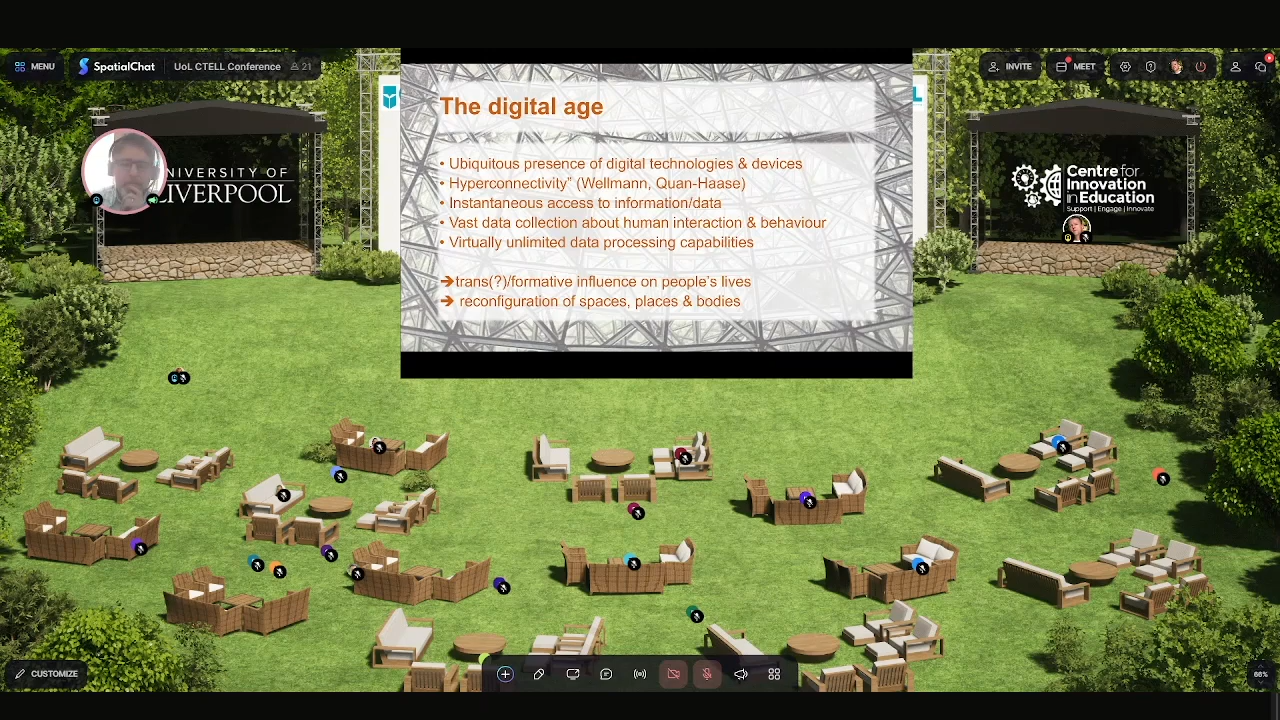 MENU
SpatialChat
UoL CTELL Conference
21
INVITE
MEET
The digital age
• Ubiquitous presence of digital technologies & devices
• Hyperconnectivity” (Wellmann, Quan-Haase)
• Instantaneous access to information/data
• Vast data collection about human interaction & behaviour
• Virtually unlimited data processing capabilities
➔trans(?)/formative influence on people's lives
➔ reconfiguration of spaces, places & bodies
NIVERSITY OF
LIVERPOOL
L
Centre for
Innovation
in Education
Support | Engage | Innovate
CUSTOMIZE
66%